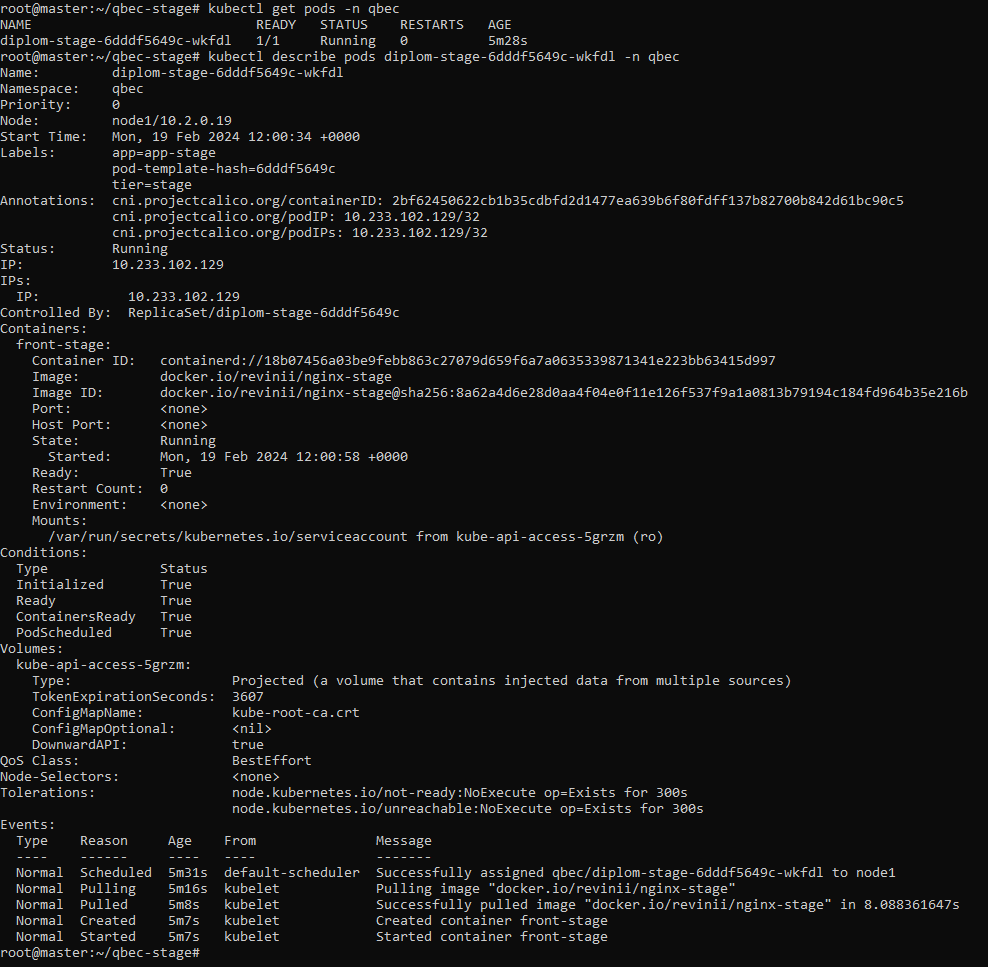 root@master:~/qbec-stage# kubectl get pods -n qbec
NAME                            READY   STATUS    RESTARTS   AGE
diplom-stage-6dddf5649c-wkfdl   1/1     Running   0          5m28s
root@master:~/qbec-stage# kubectl describe pods diplom-stage-6dddf5649c-wkfdl -n qbec
Name:         diplom-stage-6dddf5649c-wkfdl
Namespace:    qbec
Priority:     0
Node:         node1/10.2.0.19
Start Time:   Mon, 19 Feb 2024 12:00:34 +0000
Labels:       app=app-stage
              pod-template-hash=6dddf5649c
              tier=stage
Annotations:  cni.projectcalico.org/containerID: 2bf62450622cb1b35cdbfd2d1477ea639b6f80fdff137b82700b842d61bc90c5
              cni.projectcalico.org/podIP: 10.233.102.129/32
              cni.projectcalico.org/podIPs: 10.233.102.129/32
Status:       Running
IP:           10.233.102.129
IPs:
  IP:           10.233.102.129
Controlled By:  ReplicaSet/diplom-stage-6dddf5649c
Containers:
  front-stage:
    Container ID:   containerd://18b07456a03be9febb863c27079d659f6a7a0635339871341e223bb63415d997
    Image:          docker.io/revinii/nginx-stage
    Image ID:       docker.io/revinii/nginx-stage@sha256:8a62a4d6e28d0aa4f04e0f11e126f537f9a1a0813b79194c184fd964b35e216b
    Port:           <none>
    Host Port:      <none>
    State:          Running
      Started:      Mon, 19 Feb 2024 12:00:58 +0000
    Ready:          True
    Restart Count:  0
    Environment:    <none>
    Mounts:
      /var/run/secrets/kubernetes.io/serviceaccount from kube-api-access-5grzm (ro)
Conditions:
  Type              Status
  Initialized       True
  Ready             True
  ContainersReady   True
  PodScheduled      True
Volumes:
  kube-api-access-5grzm:
    Type:                    Projected (a volume that contains injected data from multiple sources)
    TokenExpirationSeconds:  3607
    ConfigMapName:           kube-root-ca.crt
    ConfigMapOptional:       <nil>
    DownwardAPI:             true
QoS Class:                   BestEffort
Node-Selectors:              <none>
Tolerations:                 node.kubernetes.io/not-ready:NoExecute op=Exists for 300s
                             node.kubernetes.io/unreachable:NoExecute op=Exists for 300s
Events:
  Type    Reason     Age    From               Message
  ----    ------     ----   ----               -------
  Normal  Scheduled  5m31s  default-scheduler  Successfully assigned qbec/diplom-stage-6dddf5649c-wkfdl to node1
  Normal  Pulling    5m16s  kubelet            Pulling image "docker.io/revinii/nginx-stage"
  Normal  Pulled     5m8s   kubelet            Successfully pulled image "docker.io/revinii/nginx-stage" in 8.088361647s
  Normal  Created    5m7s   kubelet            Created container front-stage
  Normal  Started    5m7s   kubelet            Started container front-stage
root@master:~/qbec-stage#